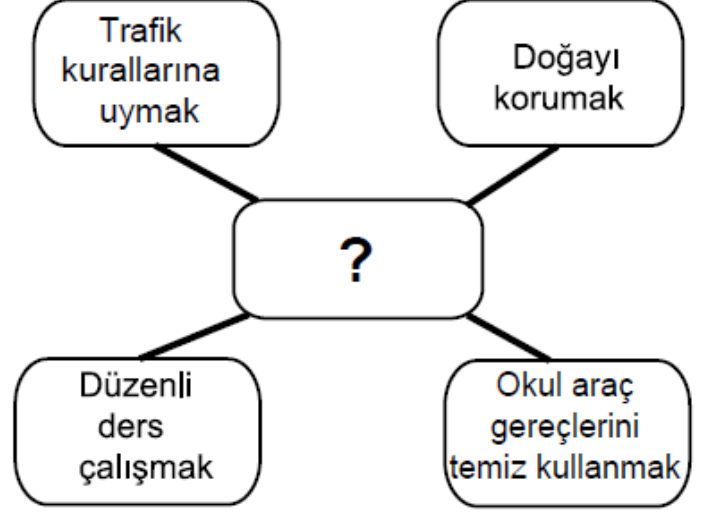 Trafik
kurallarına
uymak
Doğayı
korumak
?
Düzenli
ders
çalışmak
Okul araç
gereçlerini
temiz kullanmak